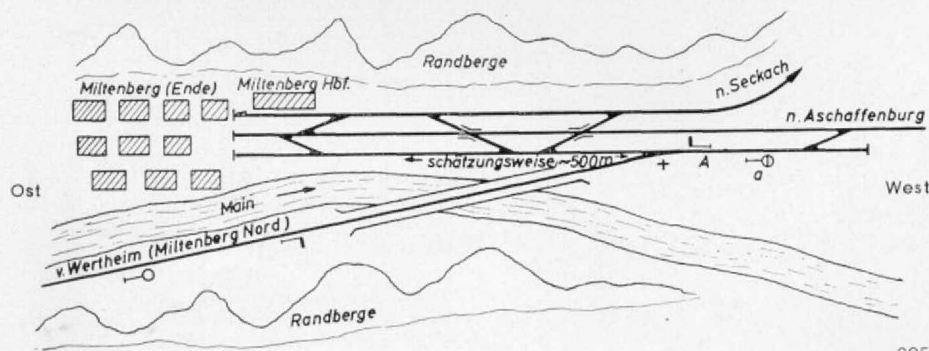 Randberge
Miltenberg (Ende)
Miltenberg Hbf.
n. Seckach
n. Aschaffenburg
schätzungsweise ~500m
+
A
a
Ost
West
Main
v. Wertheim (Miltenberg Nord)
Randberge